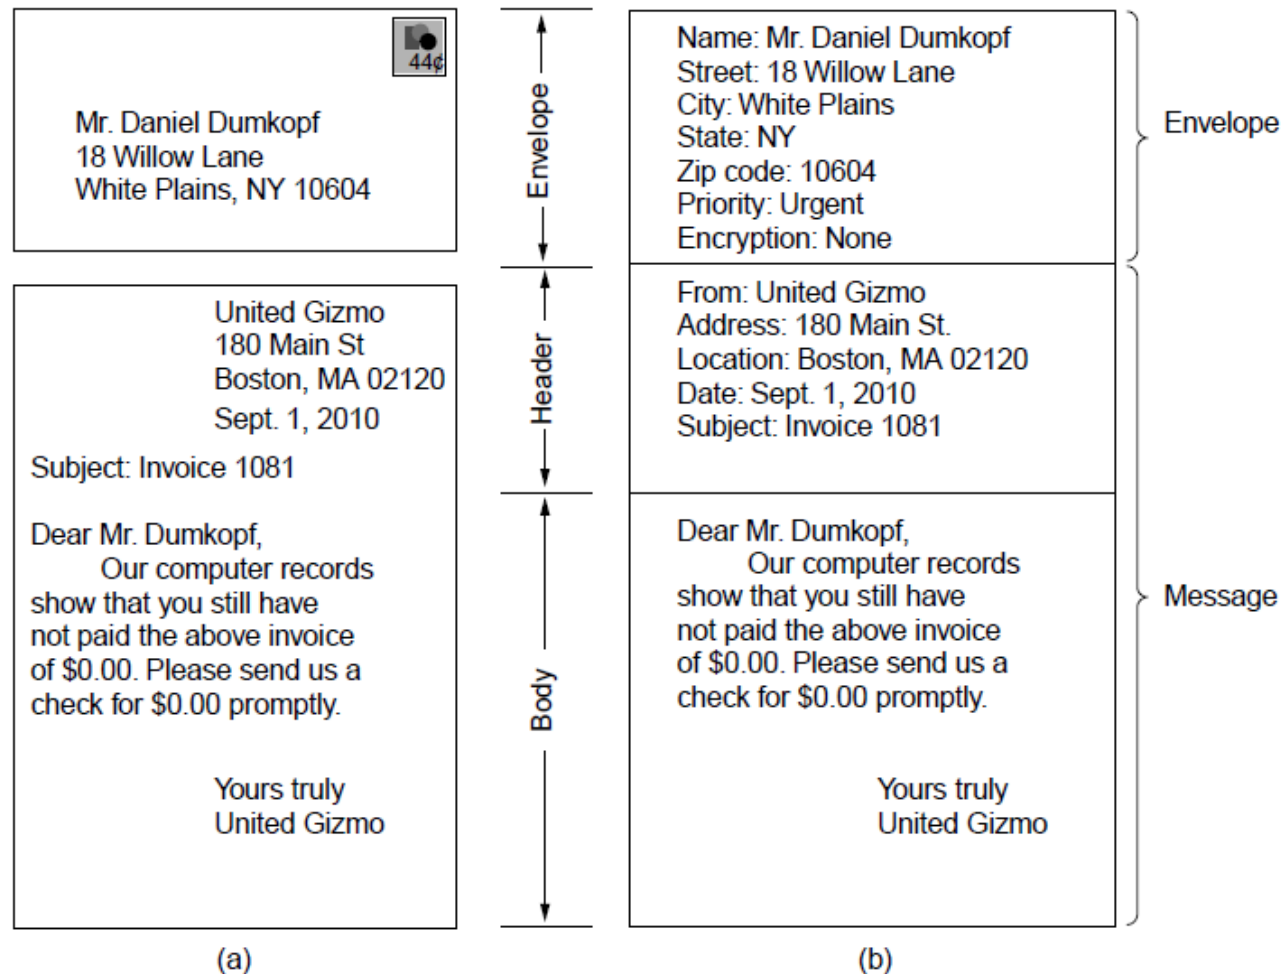 44¢
Mr. Daniel Dumkopf
18 Willow Lane
White Plains, NY 10604
United Gizmo
180 Main St
Boston, MA 02120
Sept. 1, 2010
Subject: Invoice 1081
Dear Mr. Dumkopf,
Our computer records
show that you still have
not paid the above invoice
of $0.00. Please send us a
check for $0.00 promptly.
Yours truly
United Gizmo
(a)
Envelope
Header
Body
Name: Mr. Daniel Dumkopf
Street: 18 Willow Lane
City: White Plains
State: NY
Zip code: 10604
Priority: Urgent
Encryption: None
From: United Gizmo
Address: 180 Main St.
Location: Boston, MA 02120
Date: Sept. 1, 2010
Subject: Invoice 1081
Dear Mr. Dumkopf,
Our computer records
show that you still have
not paid the above invoice
of $0.00. Please send us a
check for $0.00 promptly.
Yours truly
United Gizmo
(b)
Envelope
Message